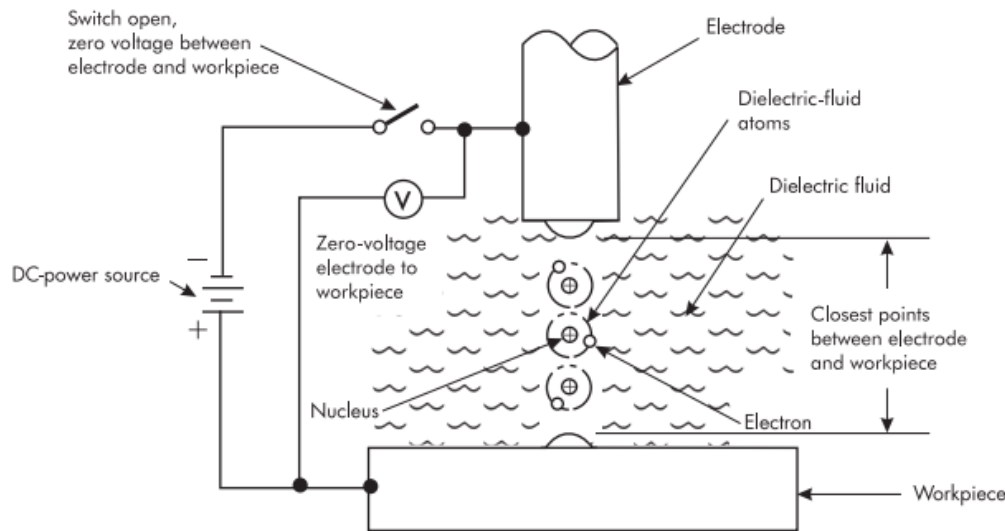 Switch open,
zero voltage between
electrode and workpiece
Electrode
Dielectric-fluid
atoms
Dielectric fluid
V
Zero-voltage
electrode to
workpiece
−
DC-power source
+
Closest points
between electrode
and workpiece
Nucleus
Electron
Workpiece